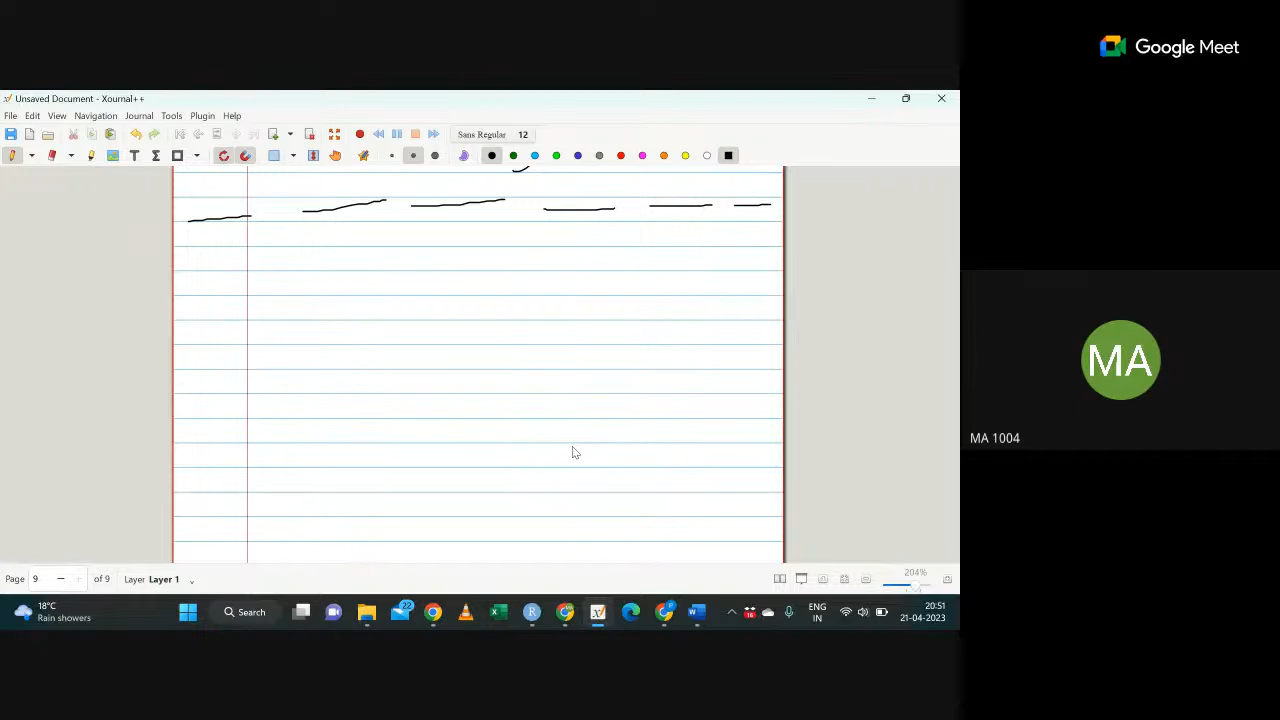 Google Meet
Unsaved Document - Xournal++
File Edit View Navigation Journal Tools Plugin Help
Sans Regular 12
MA
MA 1004
Page 9 of 9 Layer Layer 1
204%
18°C
Rain showers
Search
22
16
ENG
IN
20:51
21-04-2023